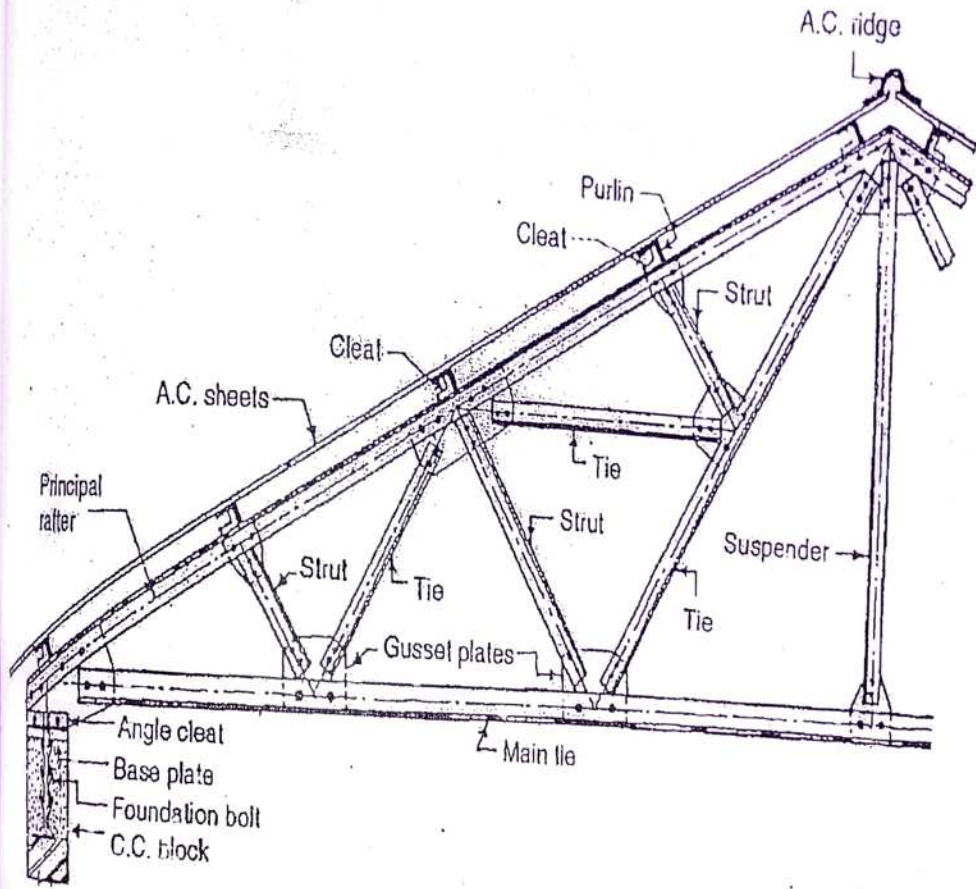 A.C. ridge
Purlin
Cleat
Strut
Cleat
A.C. sheets
Tie
Principal
rafter
Strut
Suspender
Strut
Tie
Tie
Gusset plates
Angle cleat
Main tie
Base plate
Foundation bolt
C.C. block